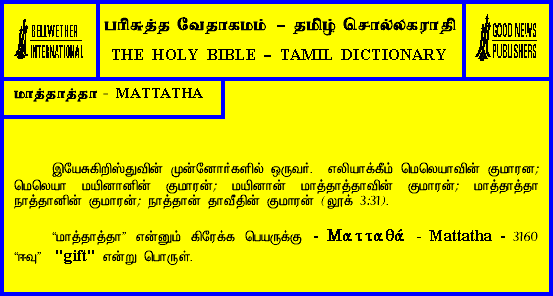 BELLWETHER
INTERNATIONAL
பரிசுத்த வேதாகமம் – தமிழ் சொல்லகராதி
THE HOLY BIBLE – TAMIL DICTIONARY
GOOD NEWS
PUBLISHERS
மாத்தாத்தா - MATTATHA
இயேசுகிறிஸ்துவின் முன்னோர்களில் ஒருவர். எலியாக்கீம் மெலெயாவின் குமாரன;
மெலெயா மயினானின் குமாரன்; மயினான் மாத்தாத்தாவின் குமாரன்; மாத்தாத்தா
நாத்தானின் குமாரன்; நாத்தான் தாவீதின் குமாரன் (லூக் 3:31).
“மாத்தாத்தா” என்னும் கிரேக்க பெயருக்கு - Ματταθά - Mattatha - 3160
“ஈவு” "gift" என்று பொருள்.